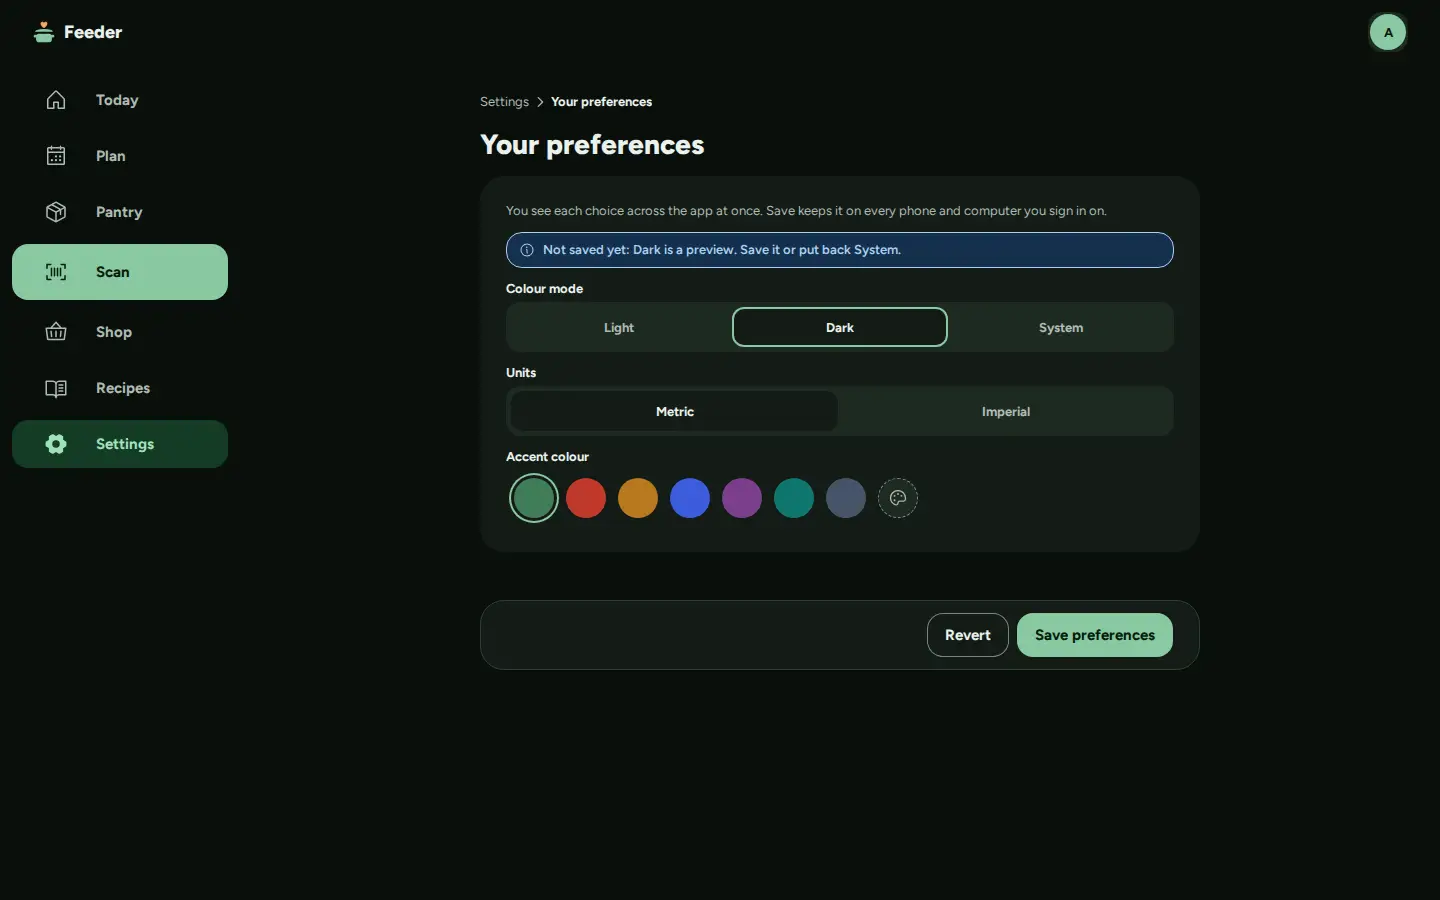 Feeder
A
Today
Plan
Pantry
Scan
Shop
Recipes
Settings
Settings > Your preferences
Your preferences
You see each choice across the app at once. Save keeps it on every phone and computer you sign in on.
Not saved yet: Dark is a preview. Save it or put back System.
Colour mode
Light Dark System
Units
Metric Imperial
Accent colour
Revert Save preferences